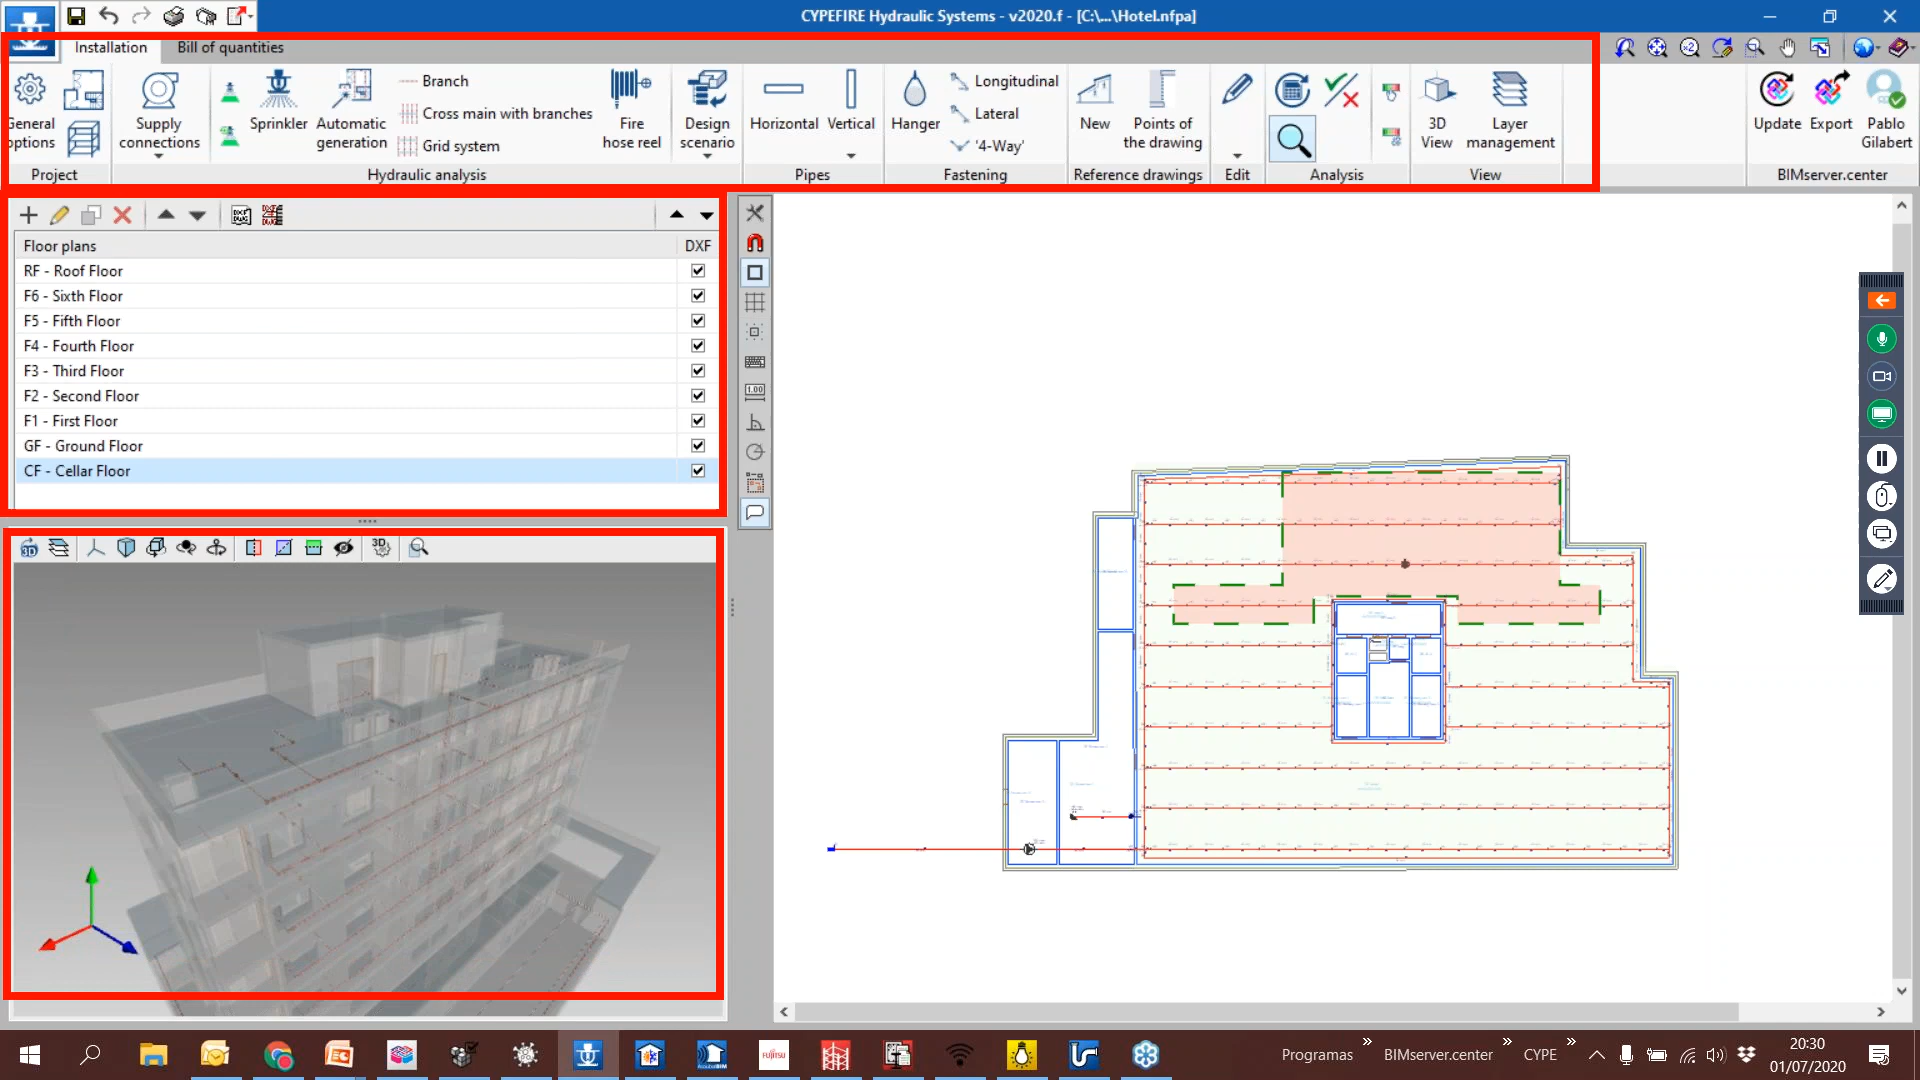 CYPEFIRE Hydraulic Systems - v2020.f - [C:\...\Hotel.nfpa]
Installation
Bill of quantities
General options
Supply connections
Sprinkler
Automatic generation
Branch
Cross main with branches
Grid system
Fire hose reel
Design scenario
Horizontal
Vertical
Hanger
Longitudinal
Lateral
'4-Way'
New
Points of the drawing
3D View
Layer management
Update
Export
Pablo Gilabert
Project
Hydraulic analysis
Pipes
Fastening
Reference drawings
Edit
Analysis
View
BIMserver.center
Floor plans
DXF
RF - Roof Floor
F6 - Sixth Floor
F5 - Fifth Floor
F4 - Fourth Floor
F3 - Third Floor
F2 - Second Floor
F1 - First Floor
GF - Ground Floor
CF - Cellar Floor
1.00
3D
3D
FUJITSU
Programas
BIMserver.center
CYPE
20:30
01/07/2020